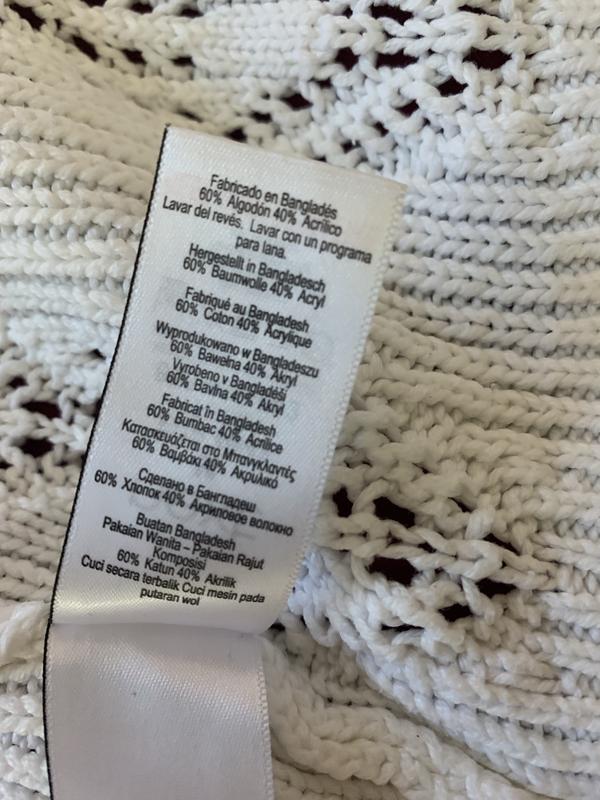 Fabricado en Bangladés
60% Algodón 40% Acrílico
Lavar del revés. Lavar con un programa
para lana.
Hergestellt in Bangladesch
60% Baumwolle 40% Acryl
Fabriqué au Bangladesh
60% Coton 40% Acrylique
Wyprodukowano w Bangladeszu
60% Bawełna 40% Akryl
Vyrobeno v Bangladéši
60% Bavlna 40% Akryl
Fabricat în Bangladesh
60% Bumbac 40% Acrilice
Κατασκευάζεται στο Μπανγκλαντές
60% Βαμβάκι 40% Ακρυλικό
Сделано в Бангладеш
60% Хлопок 40% Акриловое волокно
Buatan Bangladesh
Pakaian Wanita – Pakaian Rajut
Komposisi
60% Katun 40% Akrilik
Cuci secara terbalik Cuci mesin pada
putaran wol